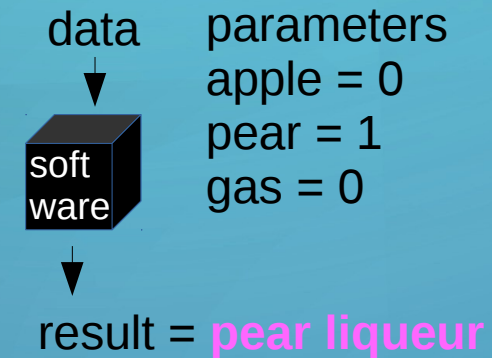 data
parameters
apple = 0
pear = 1
gas = 0
soft
ware
result = pear liqueur